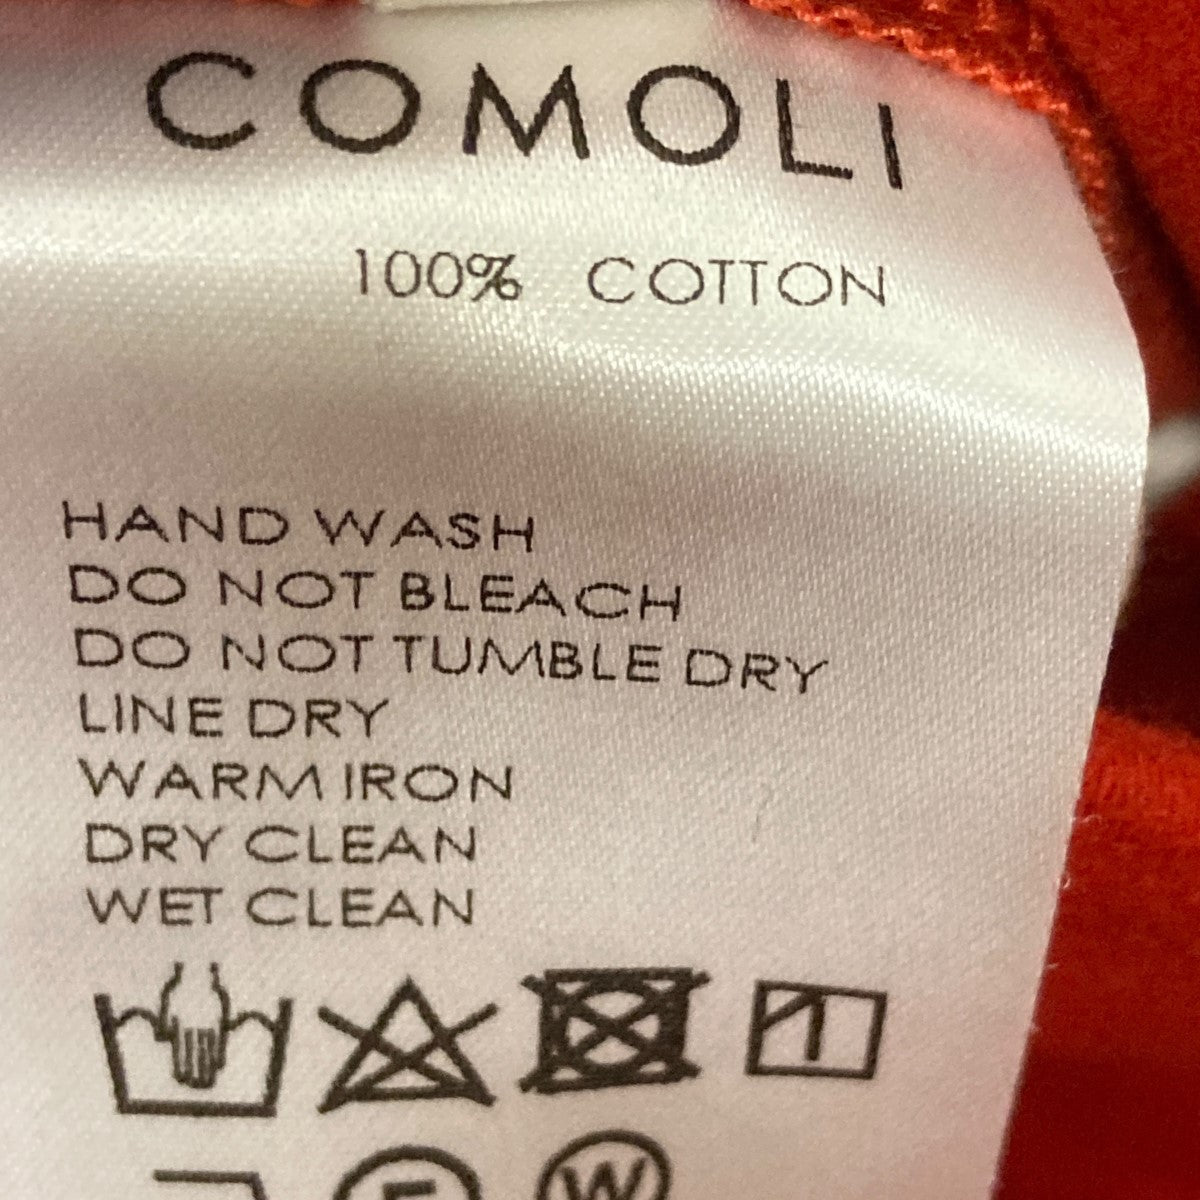 COMOLI
100% COTTON
HAND WASH
DO NOT BLEACH
DO NOT TUMBLE DRY
LINE DRY
WARM IRON
DRY CLEAN
WET CLEAN
F W